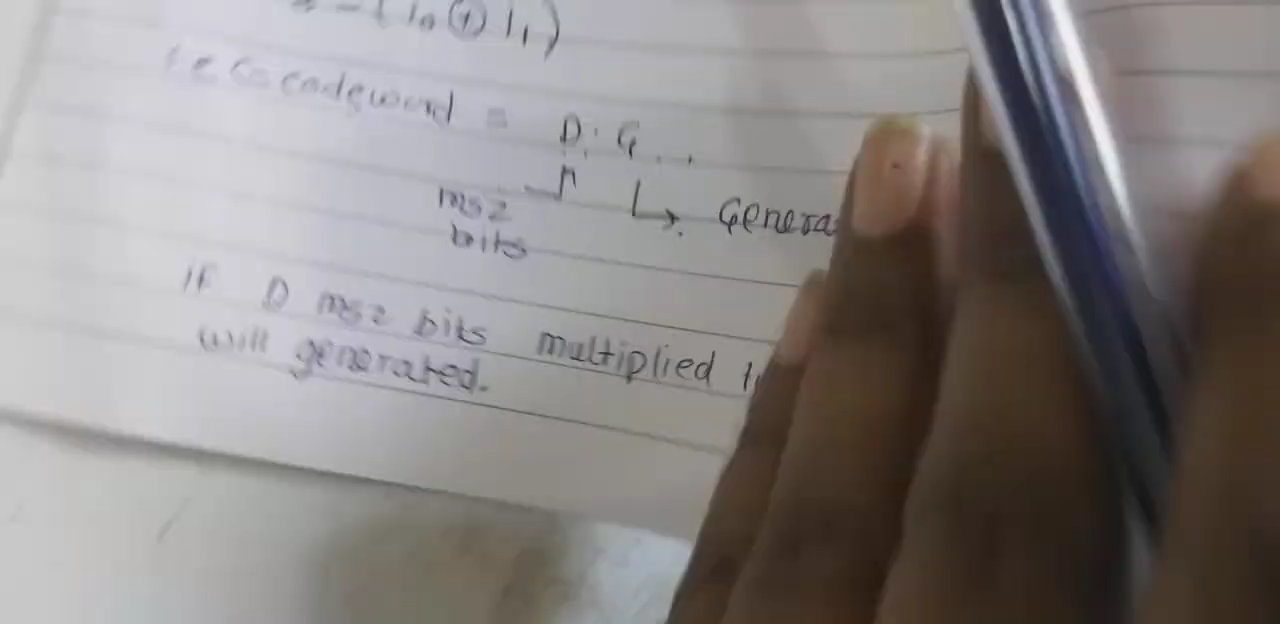 i.e C = codeword = D . G
msz bits
Genera
If D msz bits multiplied
will generated.